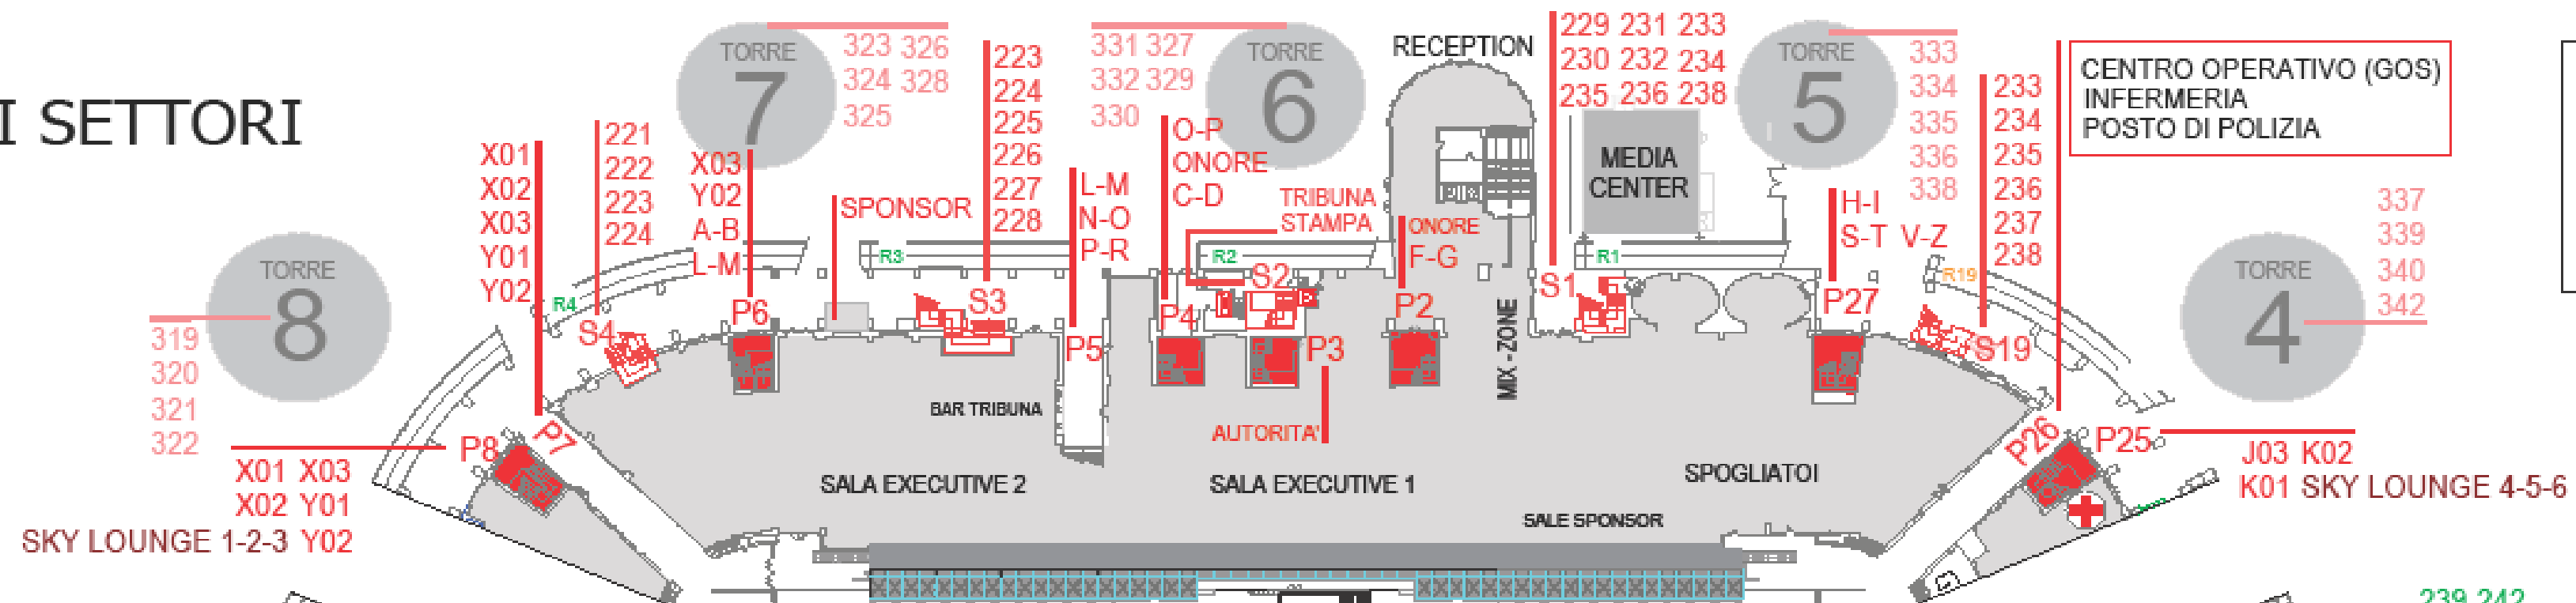 I SETTORI
TORRE
8
319
320
321
322
X01 X03
X02 Y01
SKY LOUNGE 1-2-3 Y02
P8
P7
X01
X02
X03
Y01
Y02
R4
221
222
223
224
S4
TORRE
7
323 326
324 328
325
X03
Y02
A-B
L-M
P6
SPONSOR
R3
223
224
225
226
227
228
S3
L-M
N-O
P-R
P5
331 327
332 329
330
TORRE
6
O-P
ONORE
C-D
P4
TRIBUNA
STAMPA
R2
S2
P3
AUTORITA'
RECEPTION
ONORE
F-G
P2
MIX - ZONE
229 231 233
230 232 234
235 236 238
S1
MEDIA
CENTER
R1
TORRE
5
333
334
335
336
338
H-I
S-T V-Z
P27
233
234
235
236
237
238
R19
S19
CENTRO OPERATIVO (GOS)
INFERMERIA
POSTO DI POLIZIA
P26
P25
TORRE
4
337
339
340
342
J03 K02
K01 SKY LOUNGE 4-5-6
BAR TRIBUNA
SALA EXECUTIVE 2
SALA EXECUTIVE 1
SPOGLIATOI
SALE SPONSOR
239 242